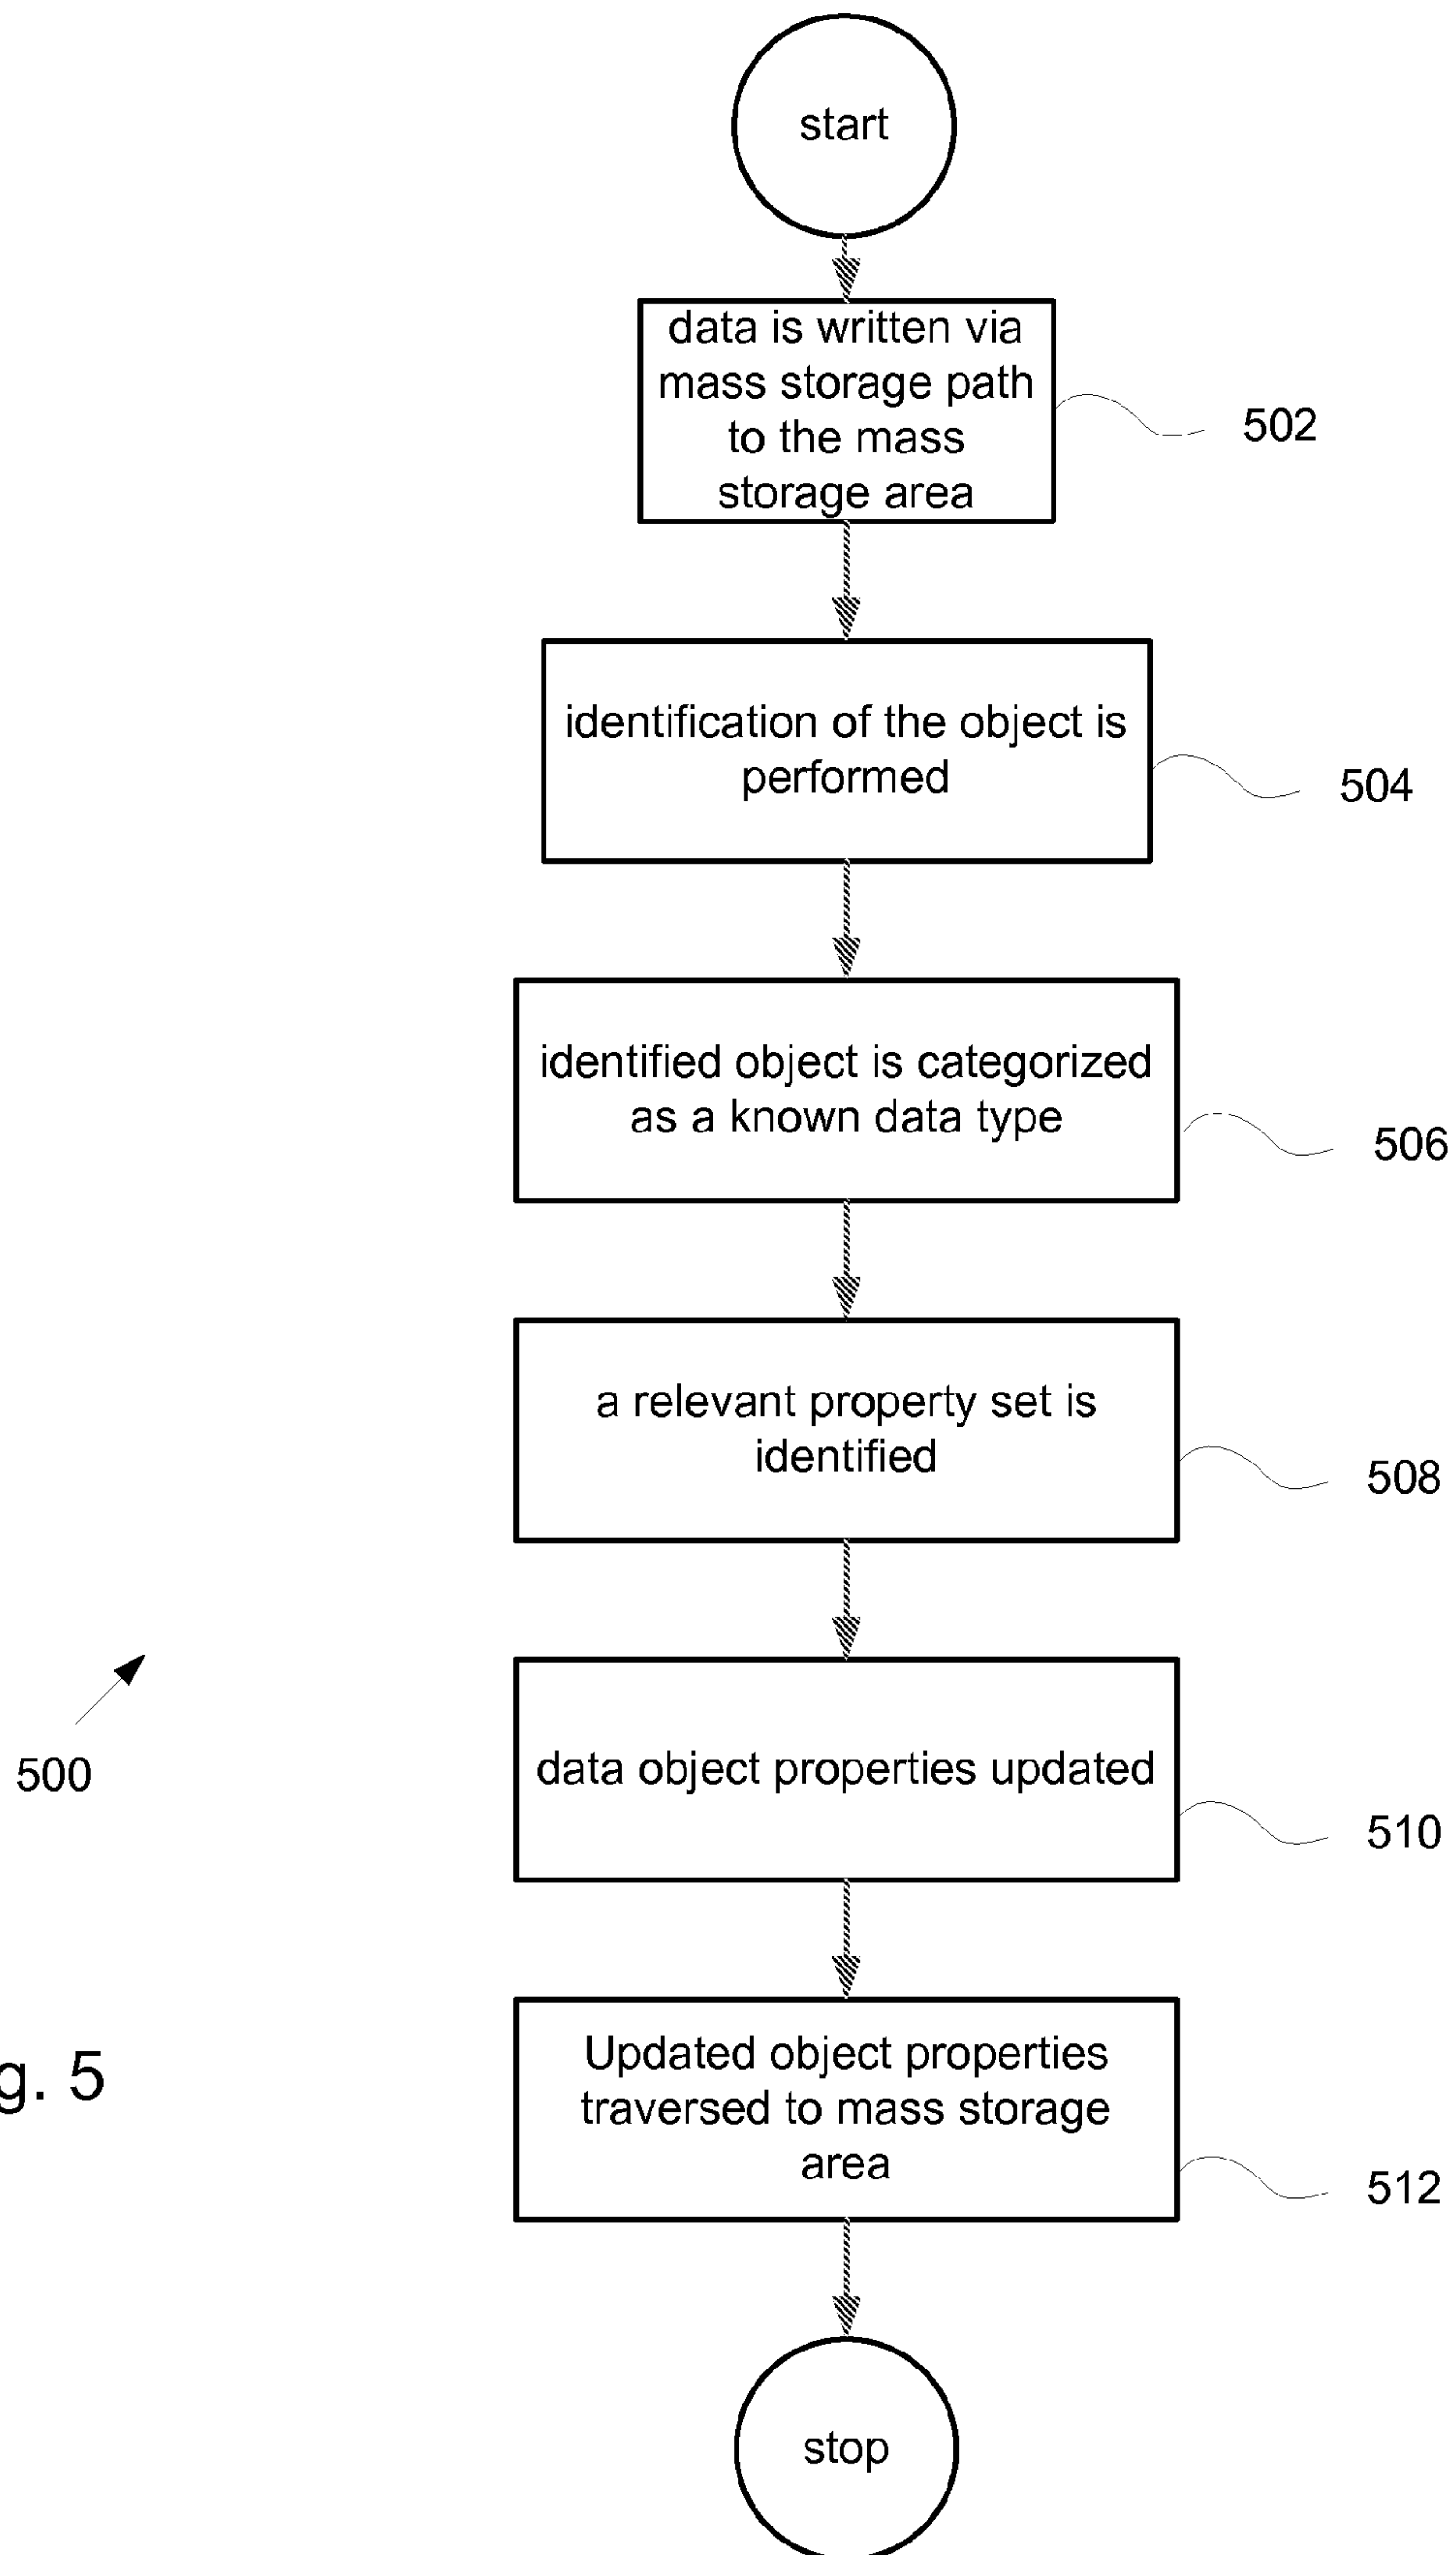 start
data is written via
mass storage path
to the mass
storage area
502
identification of the object is
performed
504
identified object is categorized
as a known data type
506
a relevant property set is
identified
508
data object properties updated
510
500
Updated object properties
traversed to mass storage
area
512
g. 5
stop